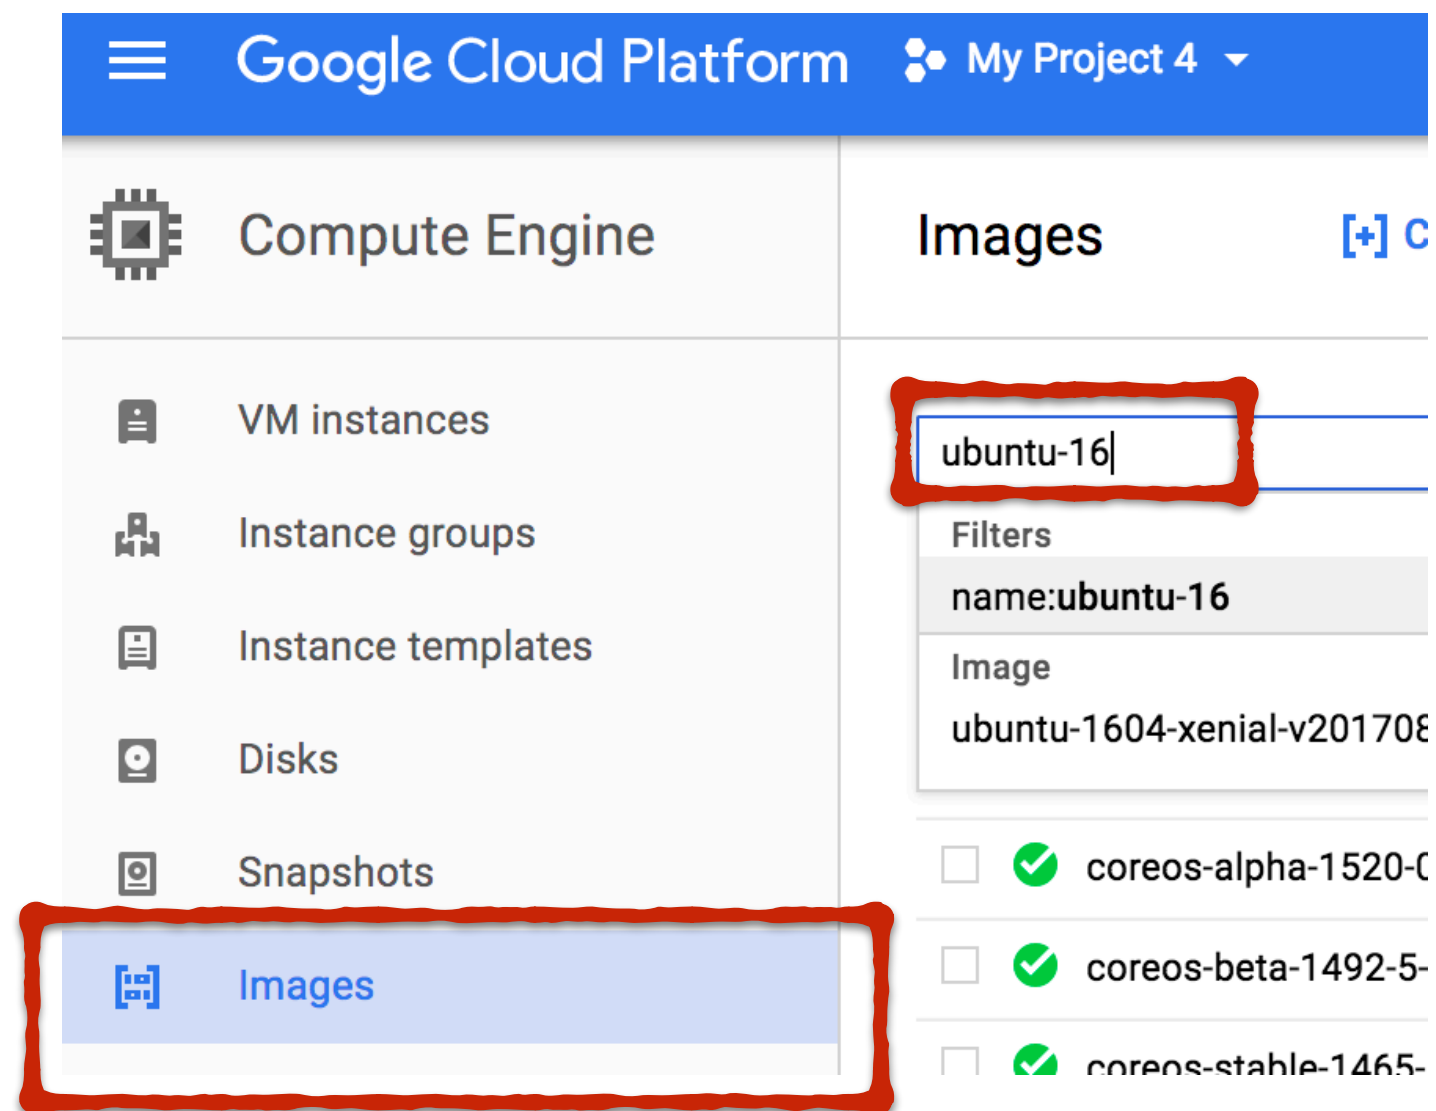 Google Cloud Platform My Project 4
Compute Engine
Images
VM instances
Instance groups
Instance templates
Disks
Snapshots
Images
ubuntu-16
Filters
name:ubuntu-16
Image
ubuntu-1604-xenial-v201708
coreos-alpha-1520-
coreos-beta-1492-5-
coreos-stable-1465-